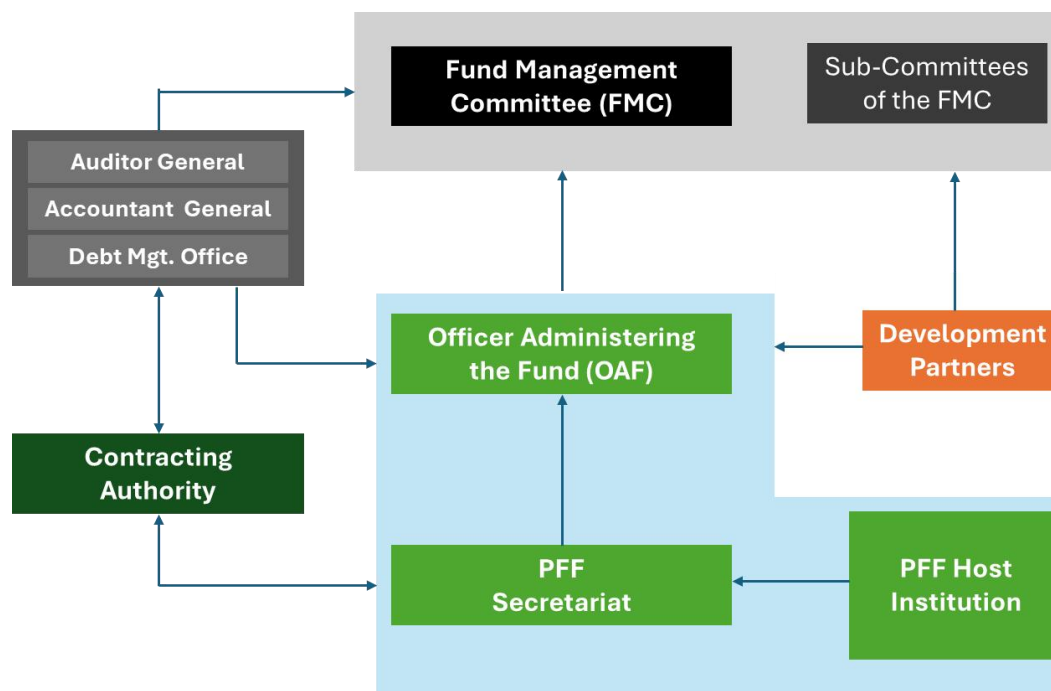 Fund Management
Committee (FMC)
Sub-Committees
of the FMC
Auditor General
Accountant General
Debt Mgt. Office
Officer Administering
the Fund (OAF)
Development
Partners
Contracting
Authority
PFF
Secretariat
PFF Host
Institution